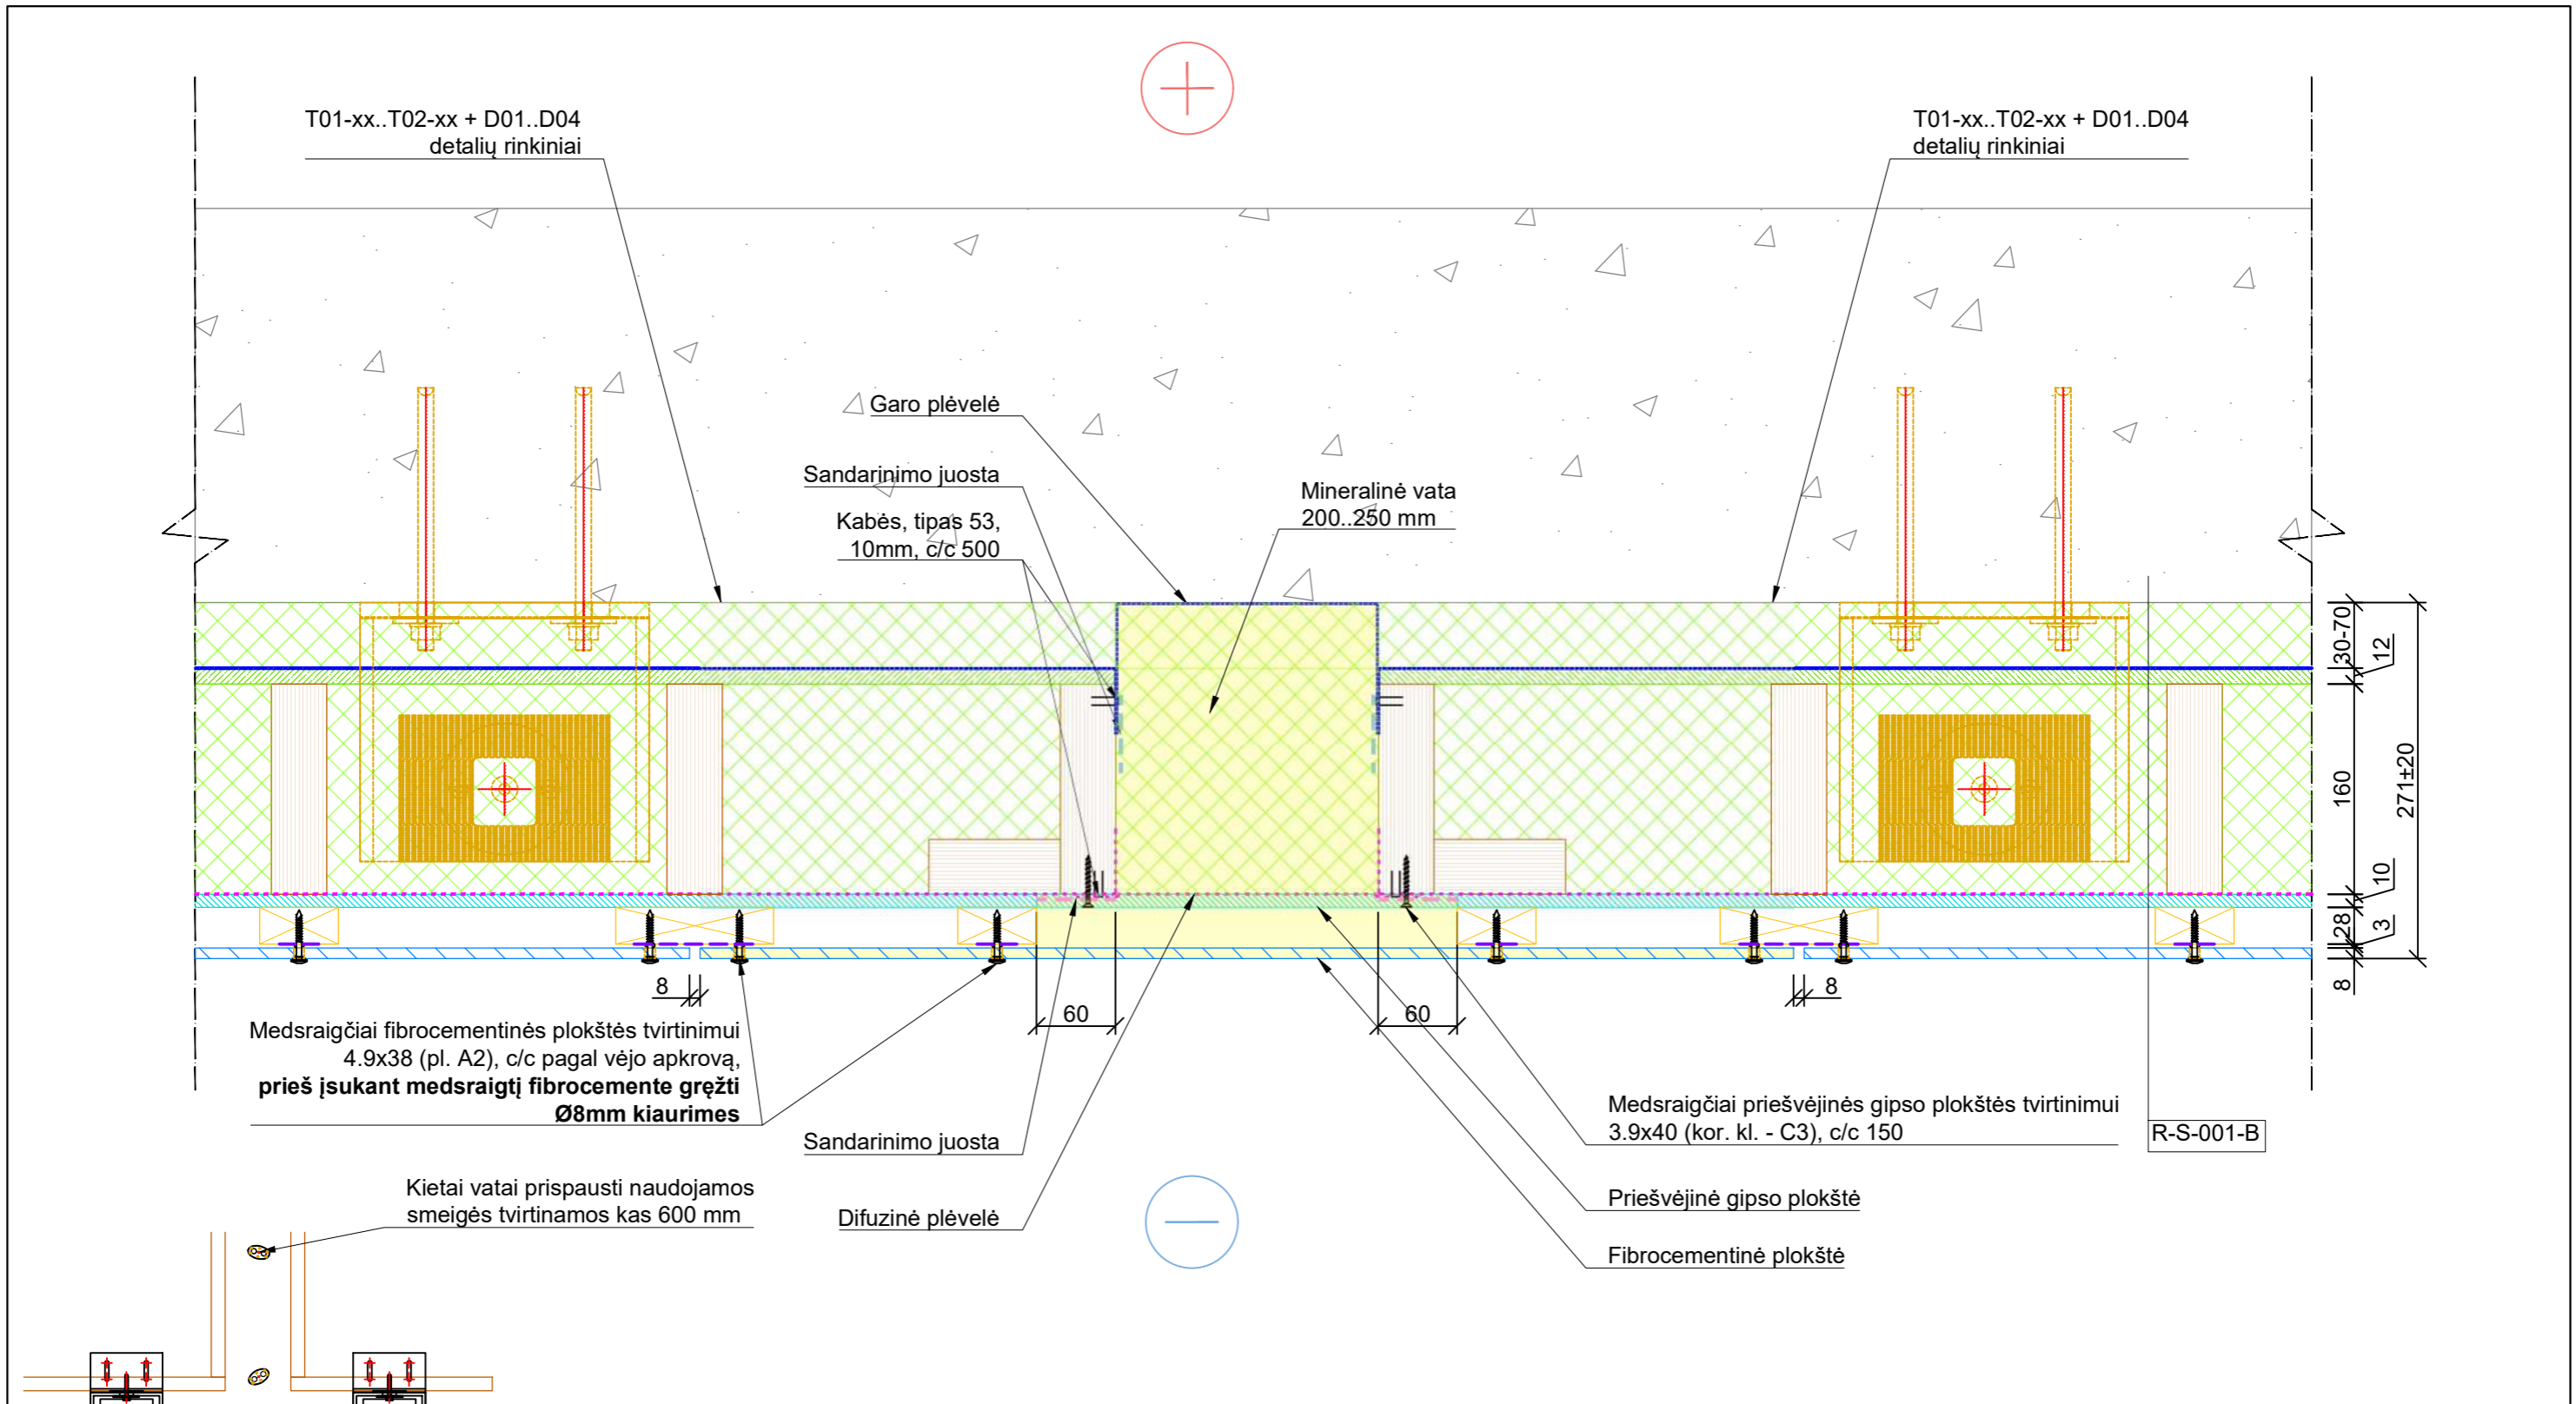 T01-xx..T02-xx + D01..D04
detalių rinkiniai
T01-xx..T02-xx + D01..D04
detalių rinkiniai
Garo plėvelė
Sandarinimo juosta
Kabės, tipas 53,
10mm, c/c 500
Mineralinė vata
200..250 mm
30-70
12
160
271±20
10
28
3
8
8
60
60
8
Medsraigčiai fibrocementinės plokštės tvirtinimui
4.9x38 (pl. A2), c/c pagal vėjo apkrovą,
prieš įsukant medsraigtį fibrocemente gręžti
Ø8mm kiaurimes
Sandarinimo juosta
Difuzinė plėvelė
Medsraigčiai priešvėjinės gipso plokštės tvirtinimui
3.9x40 (kor. kl. - C3), c/c 150
R-S-001-B
Priešvėjinė gipso plokštė
Fibrocementinė plokštė
Kietai vatai prispausti naudojamos
smeigės tvirtinamos kas 600 mm